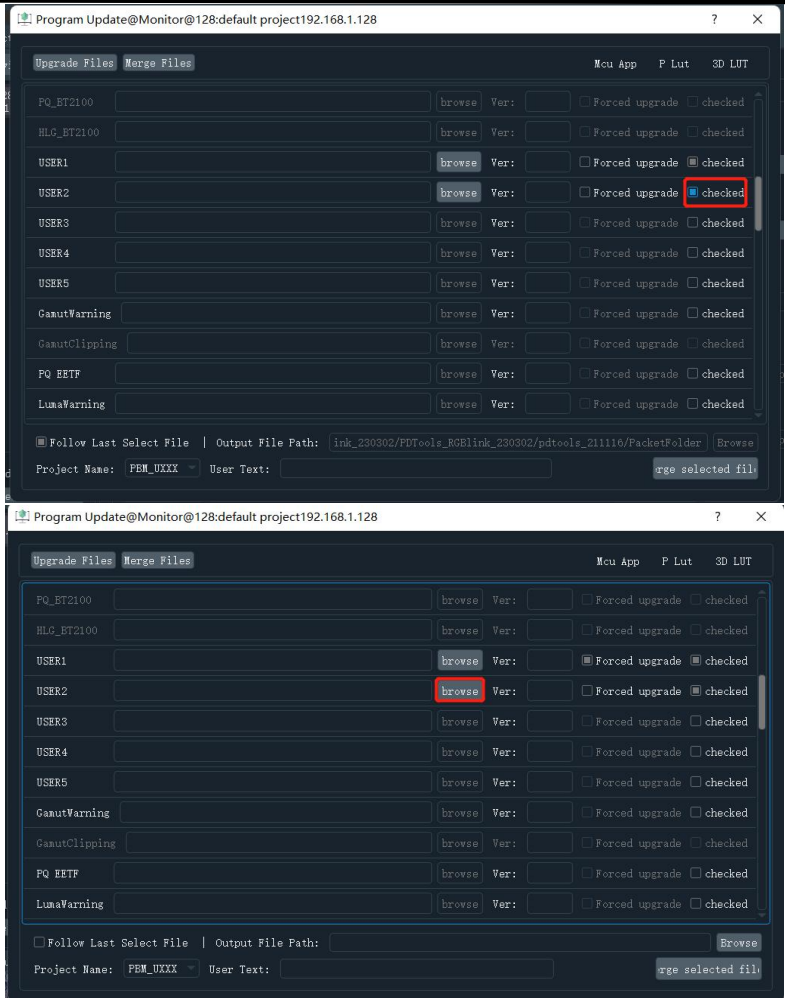 Program Update@Monitor@128:default project192.168.1.128 ? ×
Upgrade Files Merge Files Mcu App P Lut 3D LUT
PQ_BT2100 browse Ver: Forced upgrade checked
HLG_BT2100 browse Ver: Forced upgrade checked
USER1 browse Ver: Forced upgrade checked
USER2 browse Ver: Forced upgrade checked
USER3 browse Ver: Forced upgrade checked
USER4 browse Ver: Forced upgrade checked
USER5 browse Ver: Forced upgrade checked
GamutWarning browse Ver: Forced upgrade checked
GamutClipping browse Ver: Forced upgrade checked
PQ EETF browse Ver: Forced upgrade checked
LumaWarning browse Ver: Forced upgrade checked
Follow Last Select File | Output File Path: ink_230302/PDTools_RGBlink_230302/pdtools_211116/PacketFolder Browse
Project Name: PBM_UXXX User Text: erge selected fil
Program Update@Monitor@128:default project192.168.1.128 ? ×
Upgrade Files Merge Files Mcu App P Lut 3D LUT
PQ_BT2100 browse Ver: Forced upgrade checked
HLG_BT2100 browse Ver: Forced upgrade checked
USER1 browse Ver: Forced upgrade checked
USER2 browse Ver: Forced upgrade checked
USER3 browse Ver: Forced upgrade checked
USER4 browse Ver: Forced upgrade checked
USER5 browse Ver: Forced upgrade checked
GamutWarning browse Ver: Forced upgrade checked
GamutClipping browse Ver: Forced upgrade checked
PQ EETF browse Ver: Forced upgrade checked
LumaWarning browse Ver: Forced upgrade checked
Follow Last Select File | Output File Path: Browse
Project Name: PBM_UXXX User Text: erge selected fil